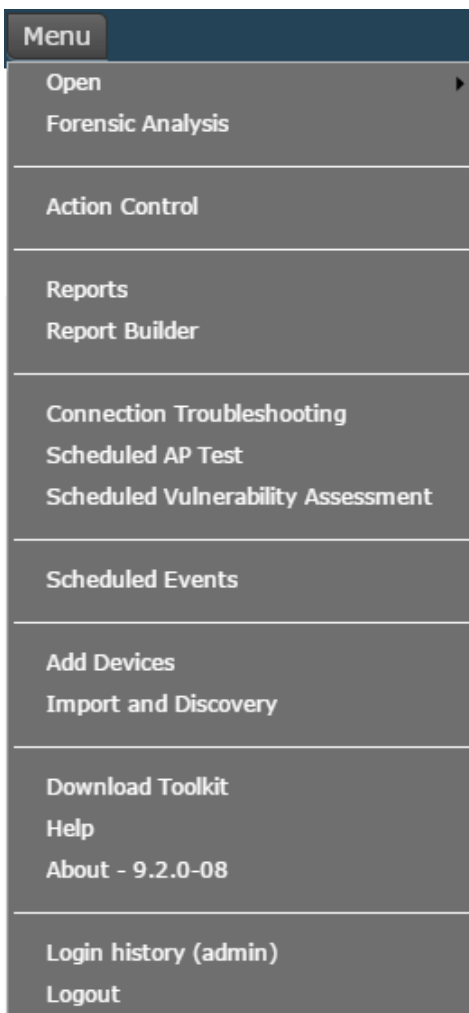 Menu
Open
Forensic Analysis
Action Control
Reports
Report Builder
Connection Troubleshooting
Scheduled AP Test
Scheduled Vulnerability Assessment
Scheduled Events
Add Devices
Import and Discovery
Download Toolkit
Help
About - 9.2.0-08
Login history (admin)
Logout